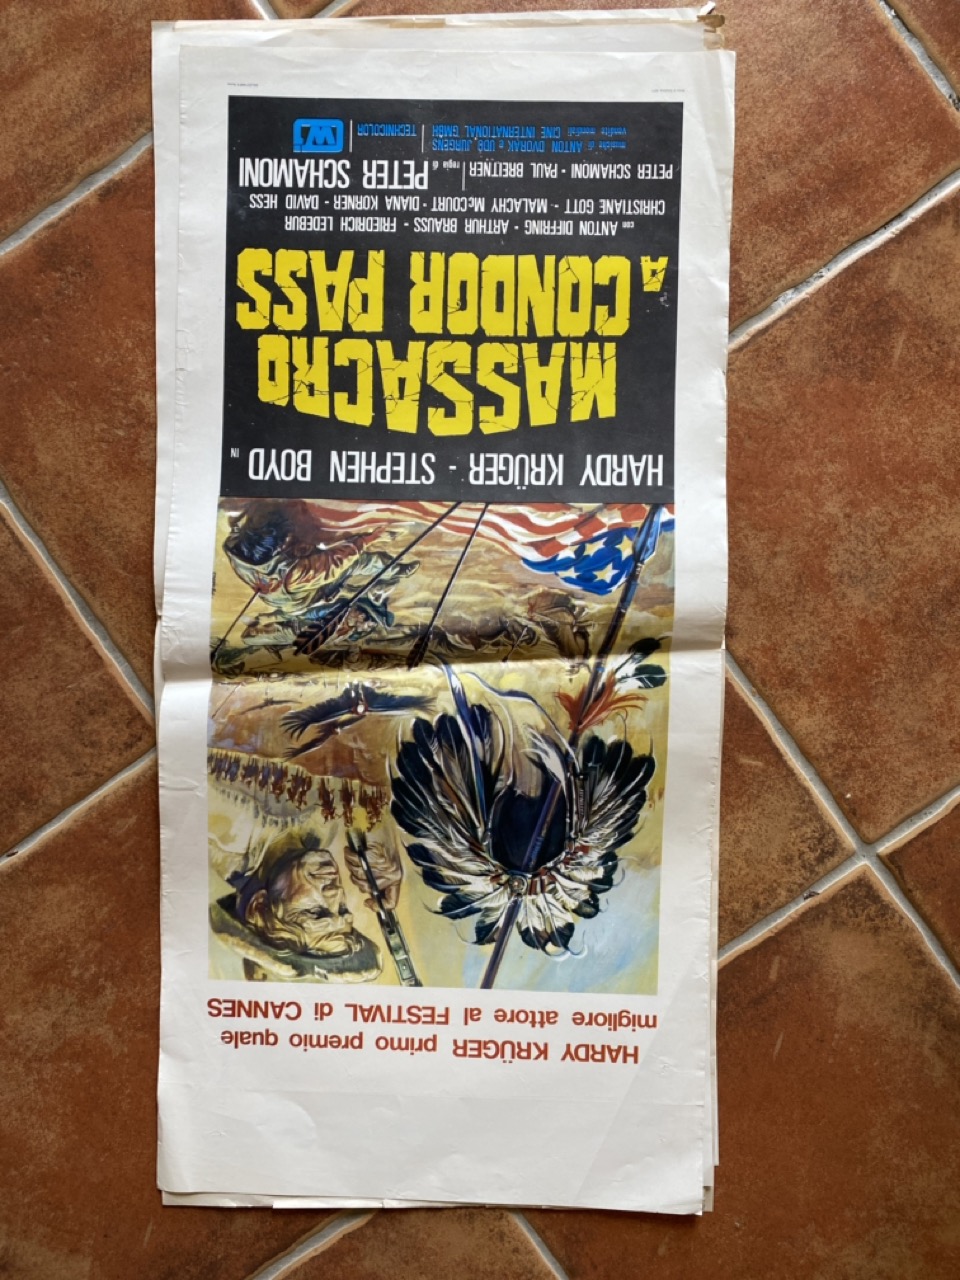 HARDY KRÜGER primo premio quale
migliore attore al FESTIVAL di CANNES
HARDY KRÜGER - STEPHEN BOYD IN
MASSACRO
A CONDOR PASS
con ANTON DIFFRING - ARTHUR BRAUSS - FRIEDRICH LEDEBUR
CHRISTIANE GOTT - MALACHY McCOURT - DIANA KORNER - DAVID HESS
PETER SCHAMONI - PAUL BREITNER regia di PETER SCHAMONI
musiche di ANTON DVORAK e UDO JURGENS
vendite mondiali CINE INTERNATIONAL GMBH TECHNICOLOR